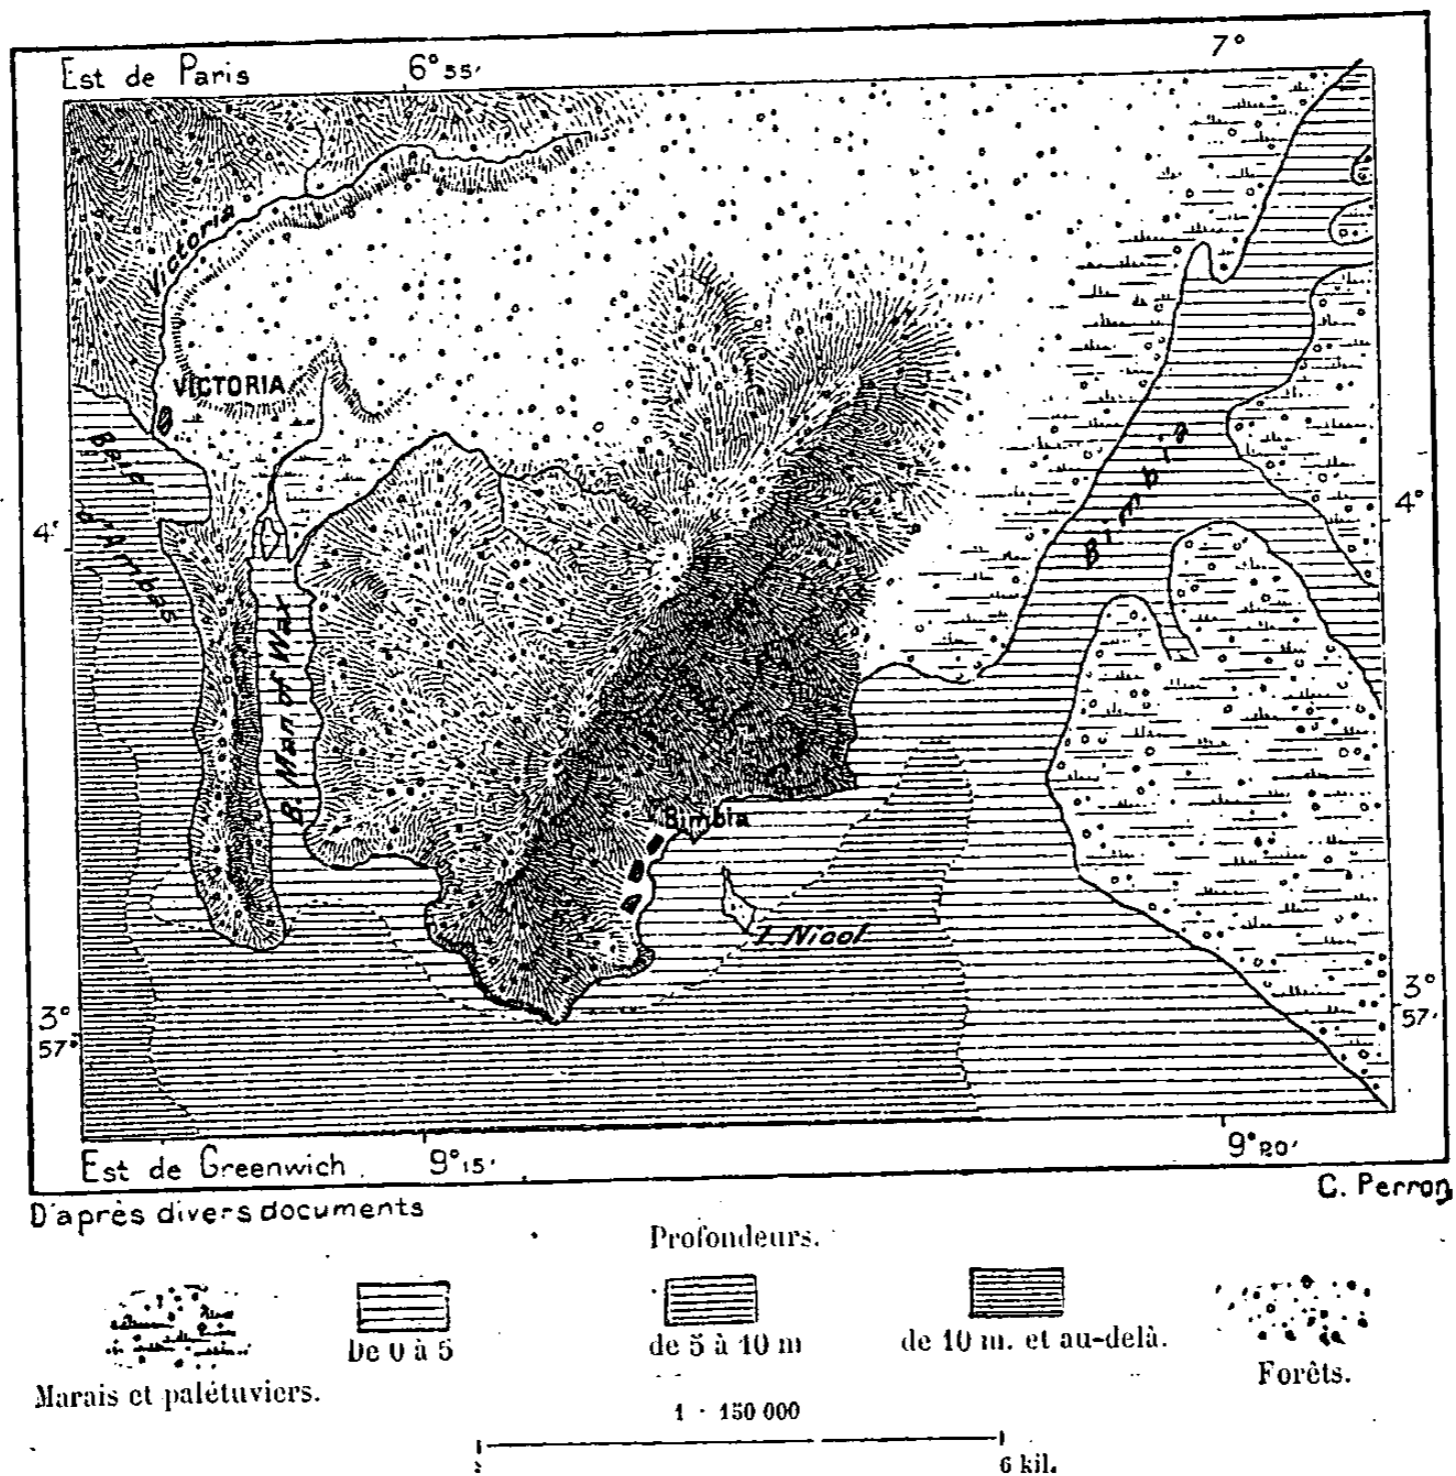 Est de Paris
6° 55′
7°
Victoria
VICTORIA
Baie d'Ambas
4°
4°
Bimbia
B. Man of War
Bimbia
I. Nicol
3°
57′
3°
57′
Est de Greenwich
9° 15′
9° 20′
D'après divers documents
C. Perron
Profondeurs.
De 0 à 5
de 5 à 10 m
de 10 m. et au-delà.
Marais et palétuviers.
Forêts.
1 : 150 000
6 kil.